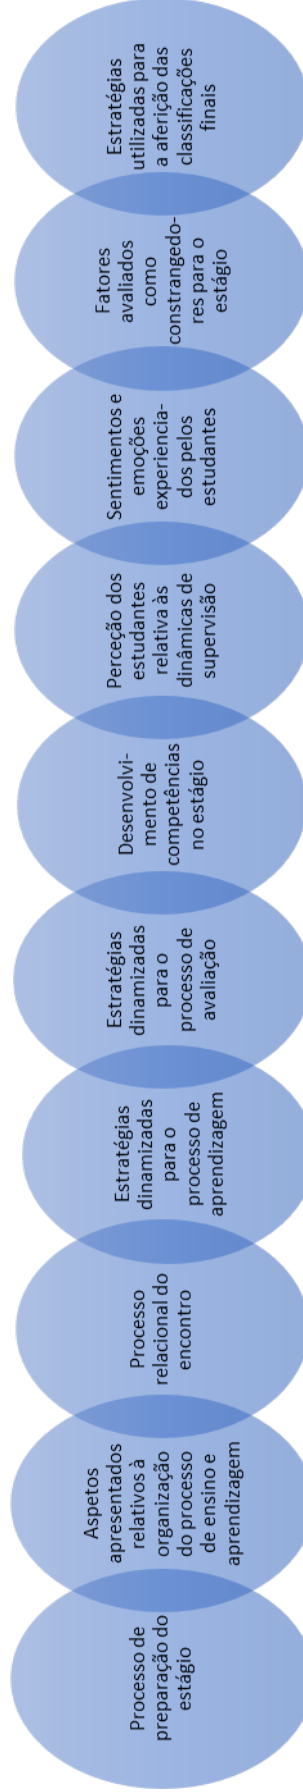 Processo de
preparação do
estágio
Aspetos
apresentados
relativos à
organização
do processo
de ensino e
aprendizagem
Processo
relacional do
encontro
Estratégias
dinamizadas
para o
processo de
aprendizagem
Estratégias
dinamizadas
para o
processo de
avaliação
Desenvolvi-
mento de
competências
no estágio
Perceção dos
estudantes
relativa às
dinâmicas de
supervisão
Sentimentos e
emoções
experiencia-
dos pelos
estudantes
Fatores
avaliados
como
constrangedo-
res para o
estágio
Estratégias
utilizadas para
a aferição das
classificações
finais